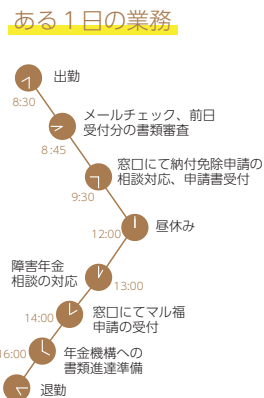 ある1日の業務
出勤
8:30
メールチェック、前日
受付分の書類審査
8:45
窓口にて納付免除申請の
相談対応、申請書受付
9:30
昼休み
12:00
障害年金
相談の対応
13:00
窓口にてマル福
申請の受付
14:00
年金機構への
書類進達準備
16:00
退勤